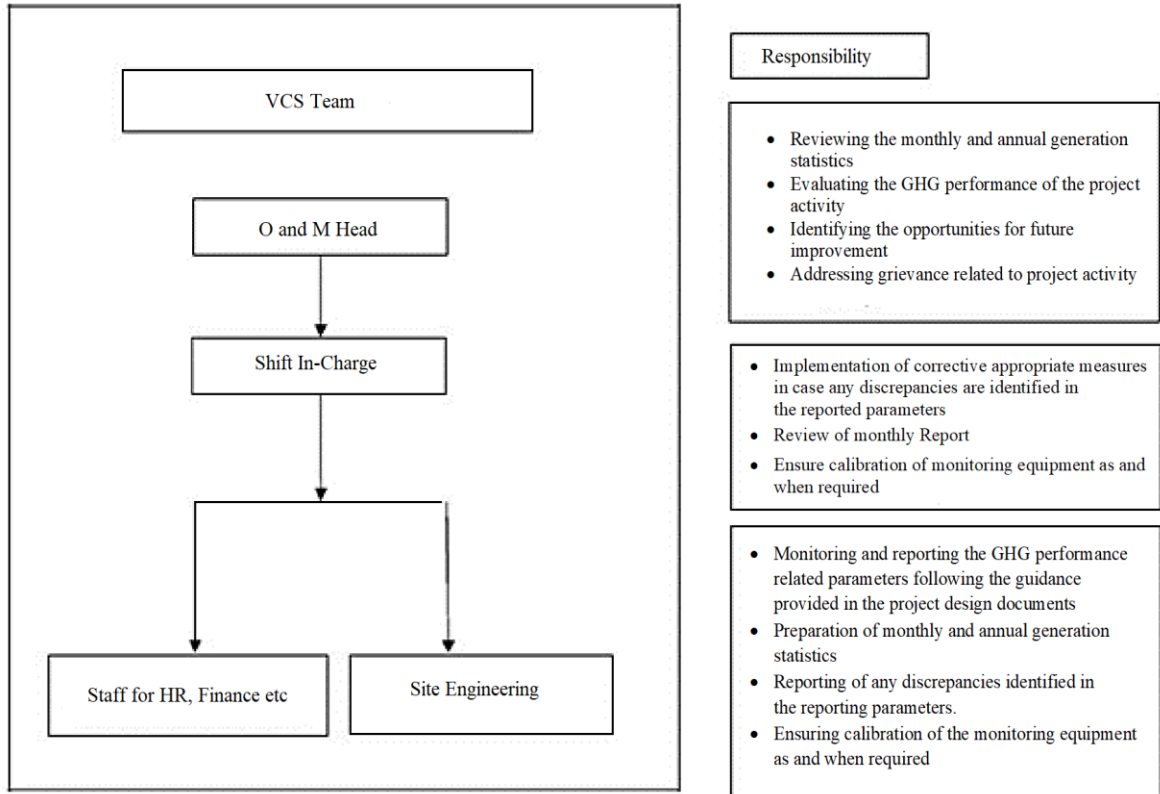 VCS Team
O and M Head
Shift In-Charge
Staff for HR, Finance etc
Site Engineering
Responsibility
• Reviewing the monthly and annual generation
statistics
• Evaluating the GHG performance of the project
activity
• Identifying the opportunities for future
improvement
• Addressing grievance related to project activity
• Implementation of corrective appropriate measures
in case any discrepancies are identified in
the reported parameters
• Review of monthly Report
• Ensure calibration of monitoring equipment as and
when required
• Monitoring and reporting the GHG performance
related parameters following the guidance
provided in the project design documents
• Preparation of monthly and annual generation
statistics
• Reporting of any discrepancies identified in
the reporting parameters.
• Ensuring calibration of the monitoring equipment
as and when required